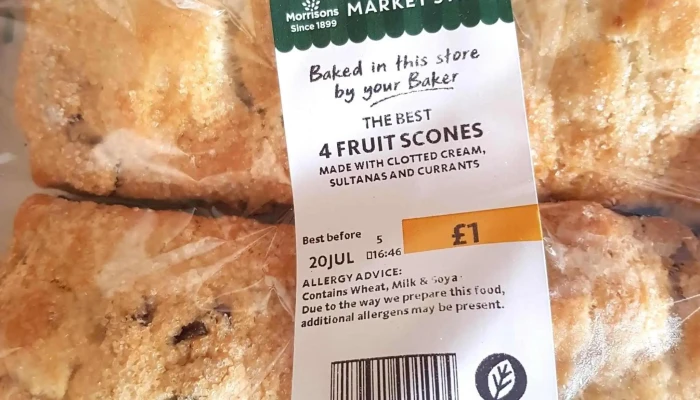 Morrisons
Since 1899
MARKET
Baked in this store
by your Baker
THE BEST
4 FRUIT SCONES
MADE WITH CLOTTED CREAM,
SULTANAS AND CURRANTS
Best before 5
20JUL 16:46
£1
ALLERGY ADVICE:
Contains Wheat, Milk & Soya
Due to the way we prepare this food,
additional allergens may be present.